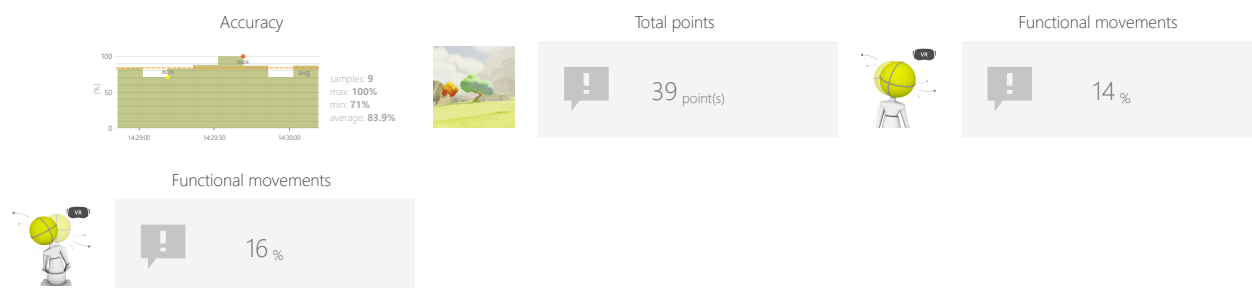 Accuracy
100
50
0
[%]
min
max
avg
14:29:00
14:29:30
14:30:00
samples: 9
max: 100%
min: 71%
average: 83.9%
Total points
39 point(s)
Functional movements
VR
14 %
Functional movements
VR
16 %